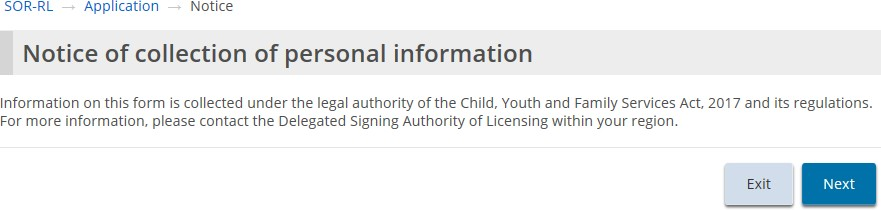 SOR-RL → Application → Notice
Notice of collection of personal information
Information on this form is collected under the legal authority of the Child, Youth and Family Services Act, 2017 and its regulations.
For more information, please contact the Delegated Signing Authority of Licensing within your region.
Exit Next